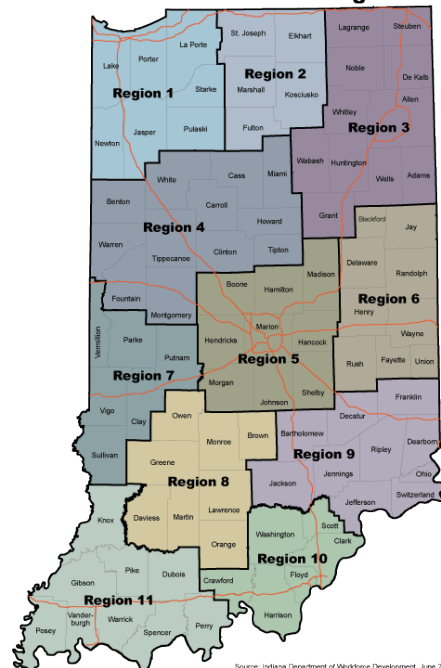 Lagrange
Steuben
St. Joseph
Elkhart
La Porte
Porter
Lake
Noble
De Kalb
Region 2
Region 1
Starke
Marshall
Kosciusko
Allen
Whitley
Region 3
Fulton
Jasper
Pulaski
Newton
Wabash
Huntington
Miami
Cass
White
Wells
Adams
Benton
Carroll
Grant
Blackford
Jay
Howard
Region 4
Warren
Clinton
Tipton
Tippecanoe
Delaware
Madison
Randolph
Boone
Hamilton
Fountain
Region 6
Henry
Montgomery
Marion
Vermillion
Parke
Hendricks
Hancock
Wayne
Putnam
Region 5
Rush
Fayette
Union
Region 7
Morgan
Shelby
Franklin
Johnson
Vigo
Clay
Owen
Decatur
Monroe
Brown
Bartholomew
Dearborn
Sullivan
Greene
Region 9
Ripley
Jennings
Ohio
Region 8
Jackson
Switzerland
Jefferson
Knox
Daviess
Martin
Lawrence
Scott
Washington
Clark
Orange
Region 10
Pike
Dubois
Gibson
Crawford
Floyd
Region 11
Harrison
Posey
Vander-
burgh
Warrick
Spencer
Perry
Source: Indiana Department of Workforce Development, June